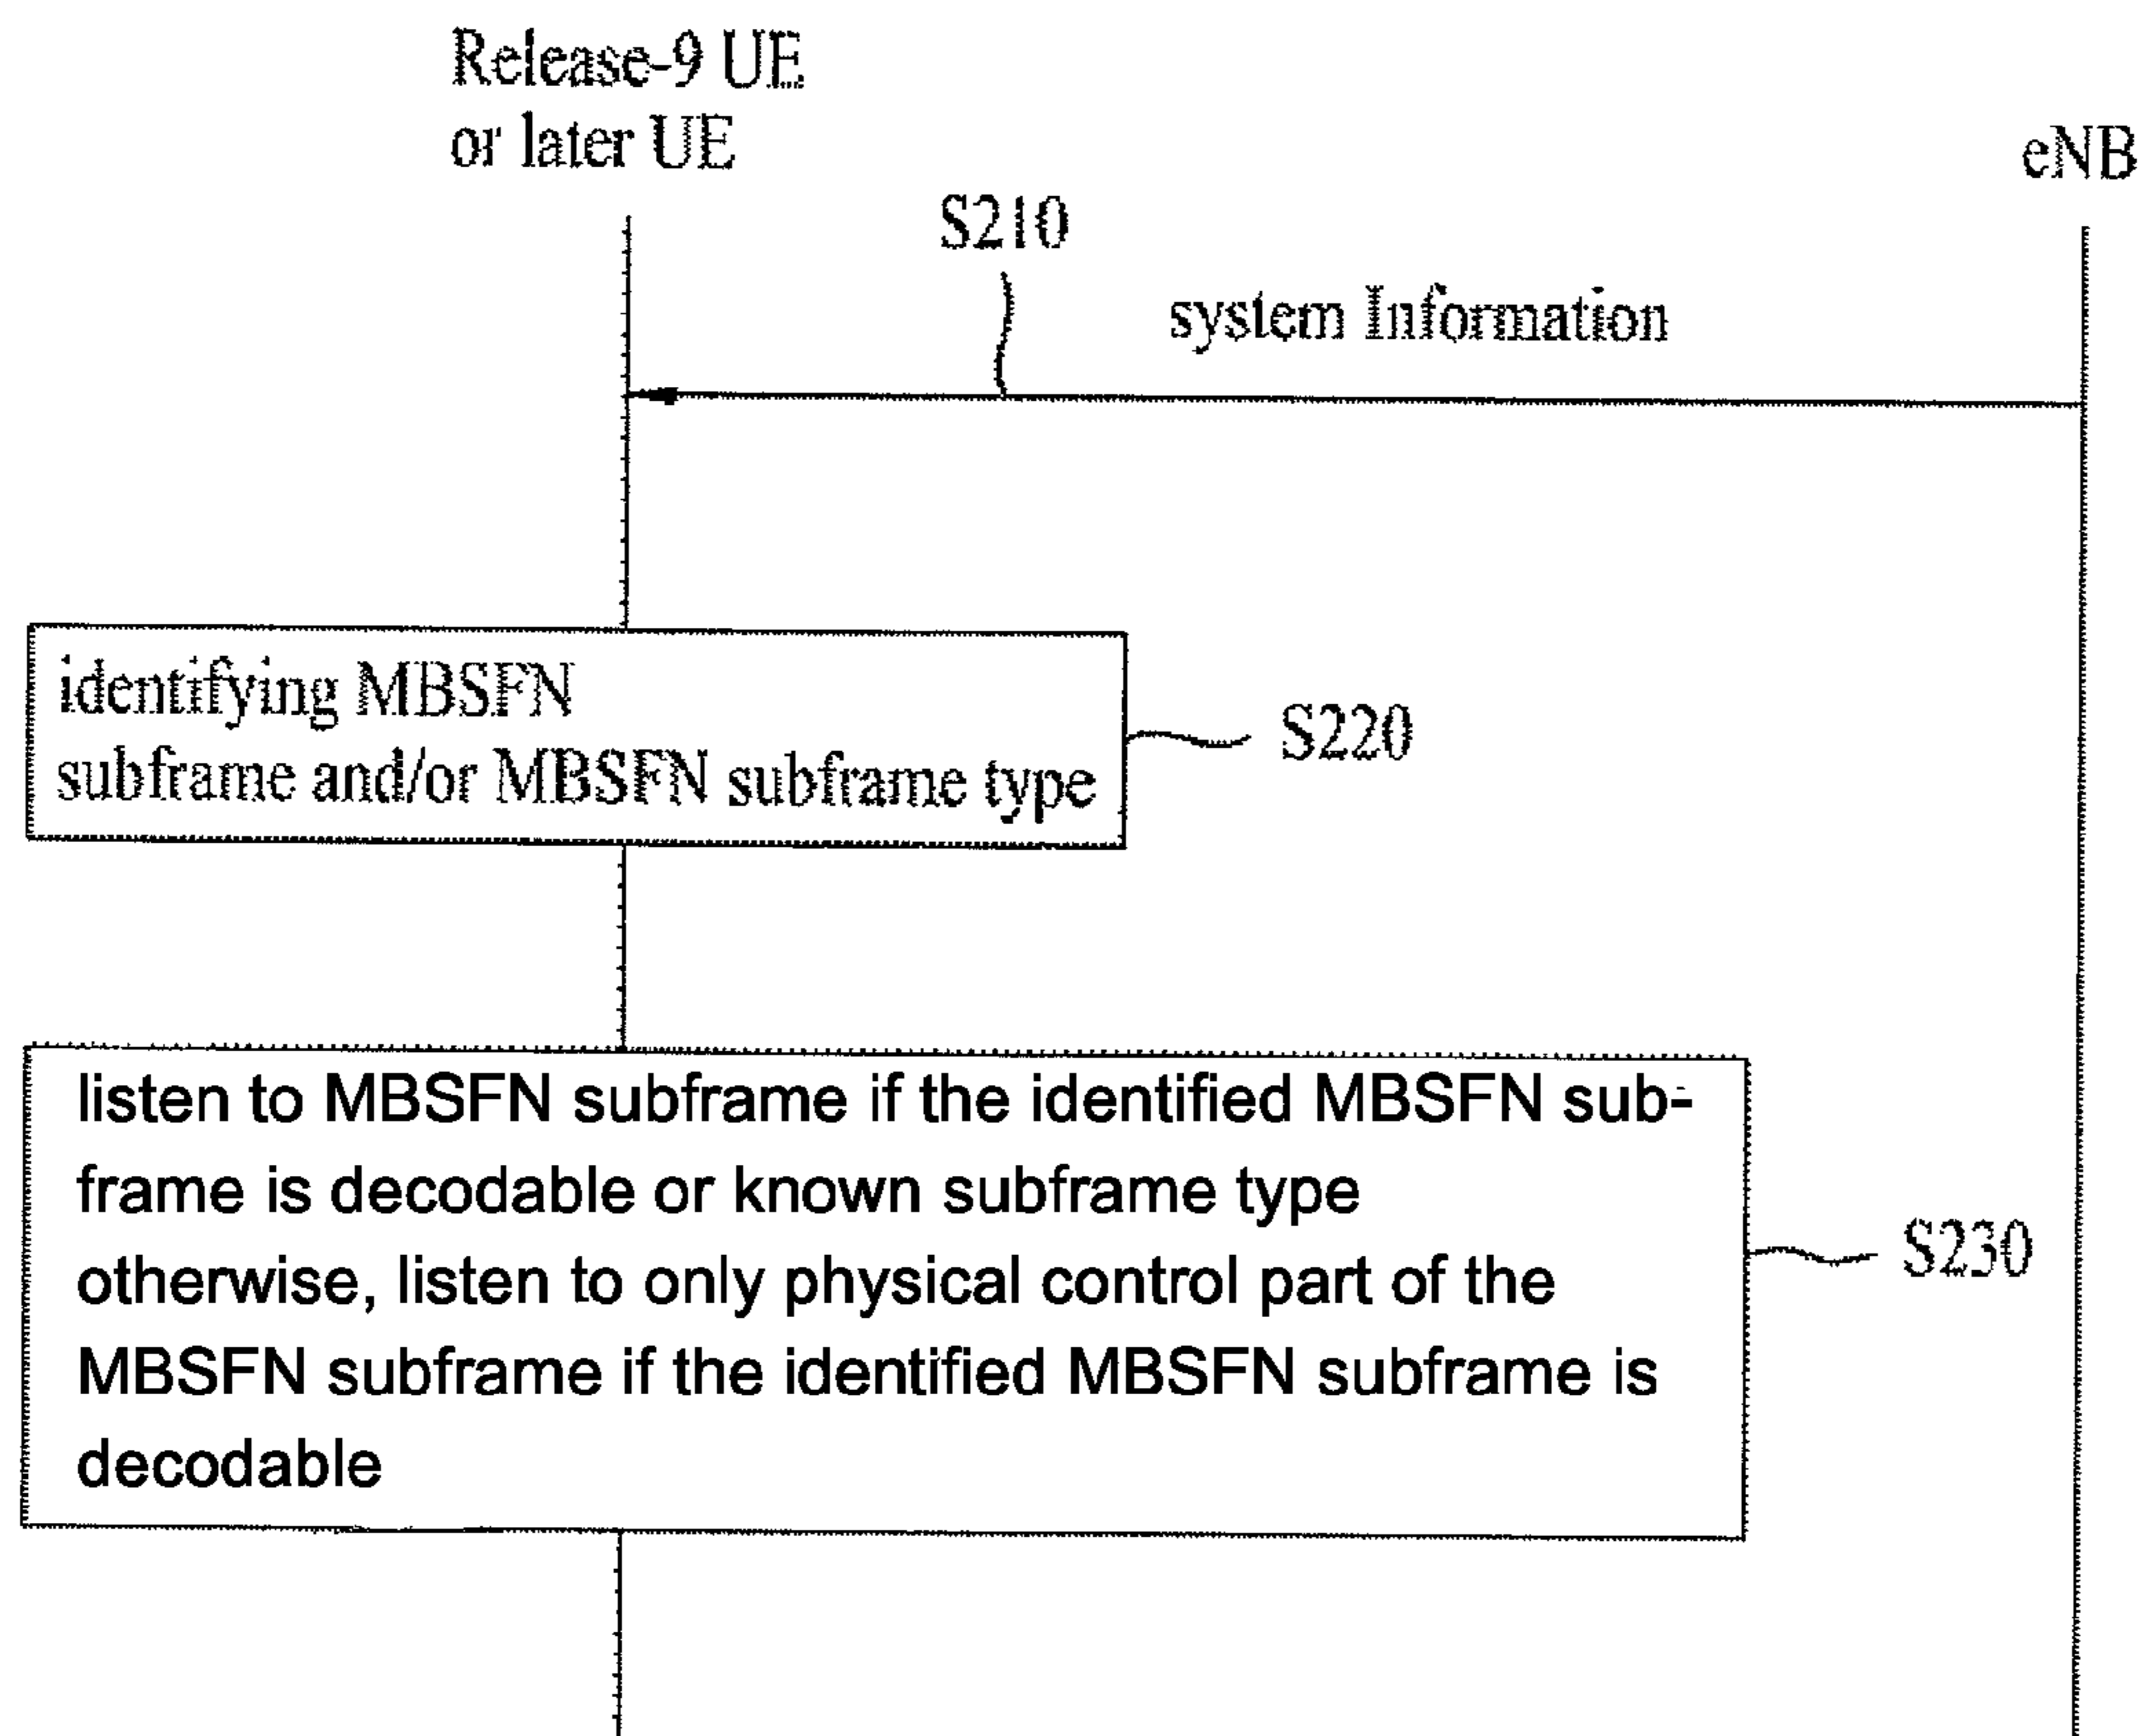 Release-9 UE
or later UE
eNB
S210
system Information
identifying MBSFN
subframe and/or MBSFN subframe type
S220
listen to MBSFN subframe if the identified MBSFN sub-
frame is decodable or known subframe type
otherwise, listen to only physical control part of the
MBSFN subframe if the identified MBSFN subframe is
decodable
S230